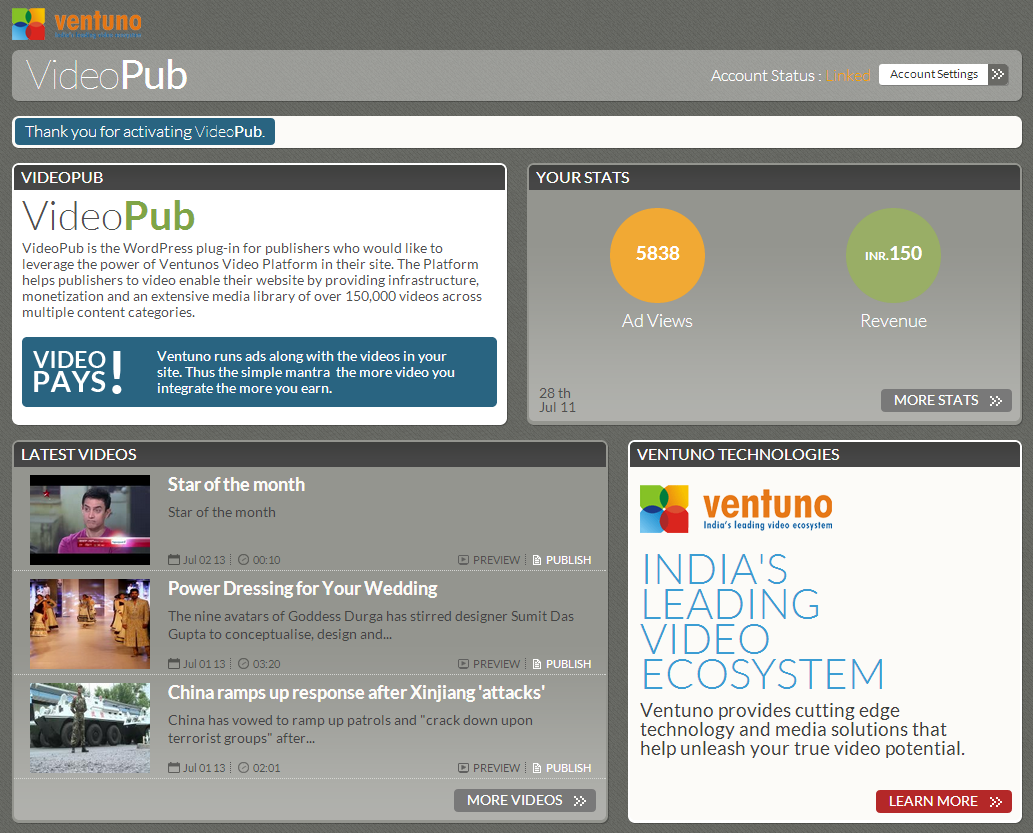 ventuno
VideoPub
Account Status : Linked
Account Settings
Thank you for activating VideoPub.
VIDEOPUB
VideoPub
VideoPub is the WordPress plug-in for publishers who would like to
leverage the power of Ventunos Video Platform in their site. The Platform
helps publishers to video enable their website by providing infrastructure,
monetization and an extensive media library of over 150,000 videos across
multiple content categories.
VIDEO
PAYS!
Ventuno runs ads along with the videos in your
site. Thus the simple mantra the more video you
integrate the more you earn.
YOUR STATS
5838
Ad Views
INR.150
Revenue
28 th
Jul 11
MORE STATS
LATEST VIDEOS
Star of the month
Star of the month
Jul 02 13
00:10
PREVIEW
PUBLISH
Power Dressing for Your Wedding
The nine avatars of Goddess Durga has stirred designer Sumit Das
Gupta to conceptualise, design and...
Jul 01 13
03:20
PREVIEW
PUBLISH
China ramps up response after Xinjiang 'attacks'
China has vowed to ramp up patrols and "crack down upon
terrorist groups" after...
Jul 01 13
02:01
PREVIEW
PUBLISH
MORE VIDEOS
VENTUNO TECHNOLOGIES
ventuno
India's leading video ecosystem
INDIA'S
LEADING
VIDEO
ECOSYSTEM
Ventuno provides cutting edge
technology and media solutions that
help unleash your true video potential.
LEARN MORE